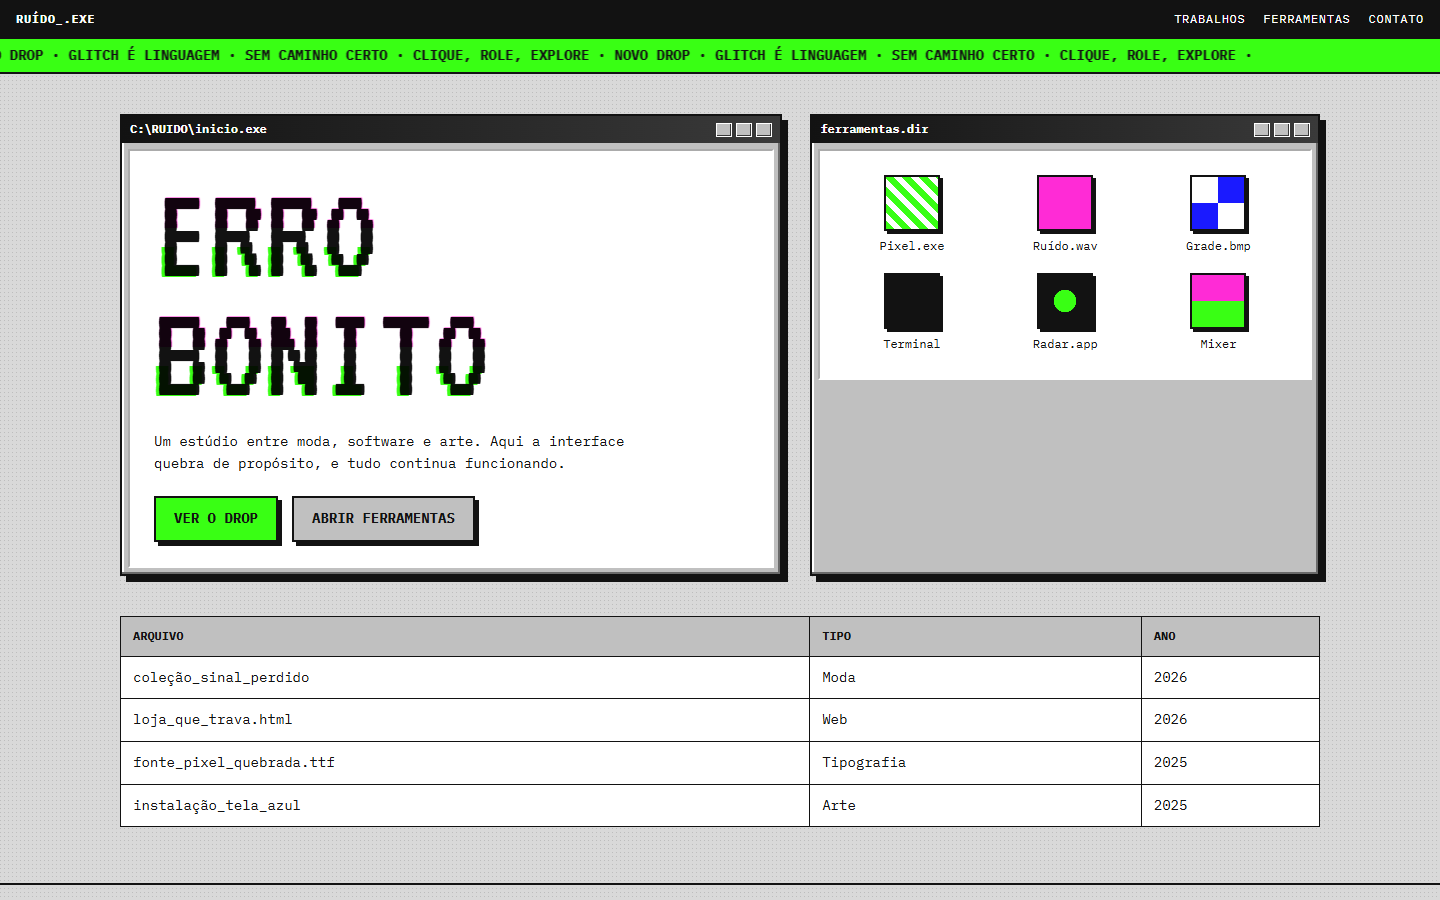 RUÍDO_.EXE
TRABALHOS FERRAMENTAS CONTATO
DROP · GLITCH É LINGUAGEM · SEM CAMINHO CERTO · CLIQUE, ROLE, EXPLORE · NOVO DROP · GLITCH É LINGUAGEM · SEM CAMINHO CERTO · CLIQUE, ROLE, EXPLORE ·
C:\RUIDO\inicio.exe
ERRO
BONITO
Um estúdio entre moda, software e arte. Aqui a interface
quebra de propósito, e tudo continua funcionando.
VER O DROP ABRIR FERRAMENTAS
ferramentas.dir
Pixel.exe Ruído.wav Grade.bmp
Terminal Radar.app Mixer
ARQUIVO TIPO ANO
coleção_sinal_perdido Moda 2026
loja_que_trava.html Web 2026
fonte_pixel_quebrada.ttf Tipografia 2025
instalação_tela_azul Arte 2025